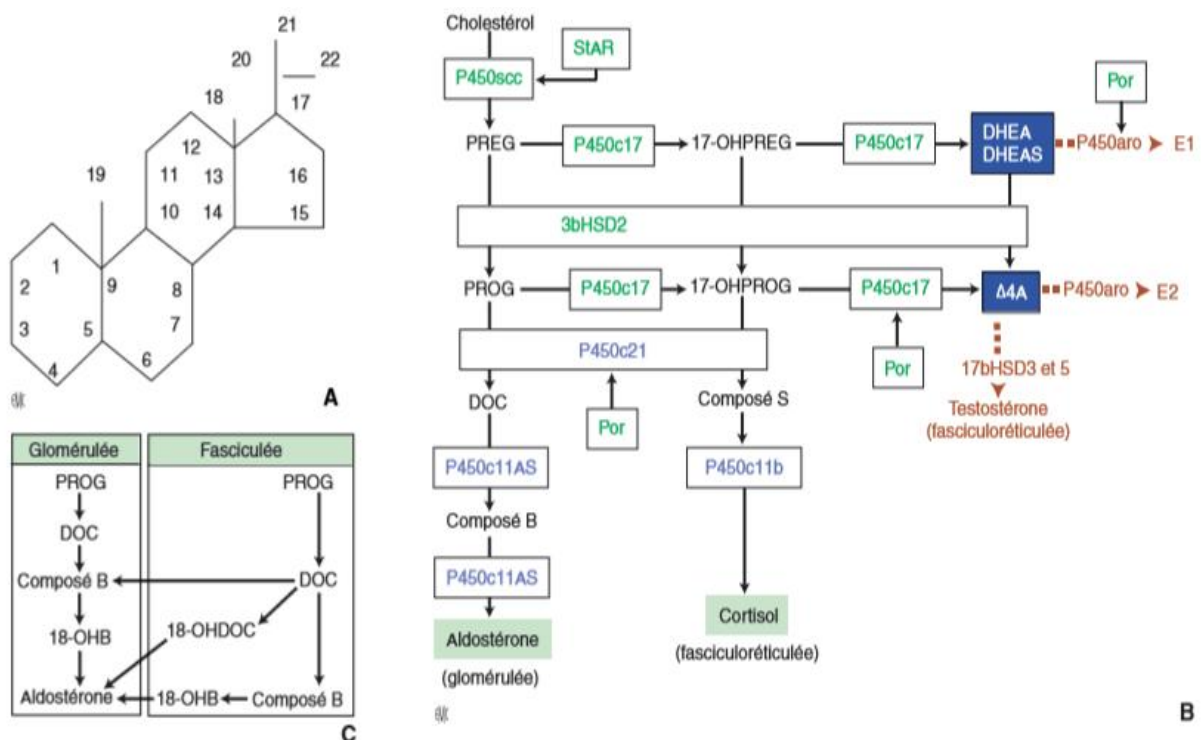 21
20
22
18
17
12
19
11
13
16
10
14
15
1
2
9
8
3
5
7
6
4
A
Cholestérol
StAR
P450scc
Por
PREG
P450c17
17-OHPREG
P450c17
DHEA
DHEAS
P450aro
E1
3bHSD2
PROG
P450c17
17-OHPROG
P450c17
Δ4A
P450aro
E2
P450c21
Por
17bHSD3 et 5
DOC
Composé S
Testostérone
(fasciculoréticulée)
Por
P450c11AS
P450c11b
Composé B
P450c11AS
Cortisol
Aldostérone
(fasciculoréticulée)
(glomérulée)
B
Glomérulée
Fasciculée
PROG
PROG
DOC
Composé B
DOC
18-OHB
18-OHDOC
Aldostérone
18-OHB
Composé B
C